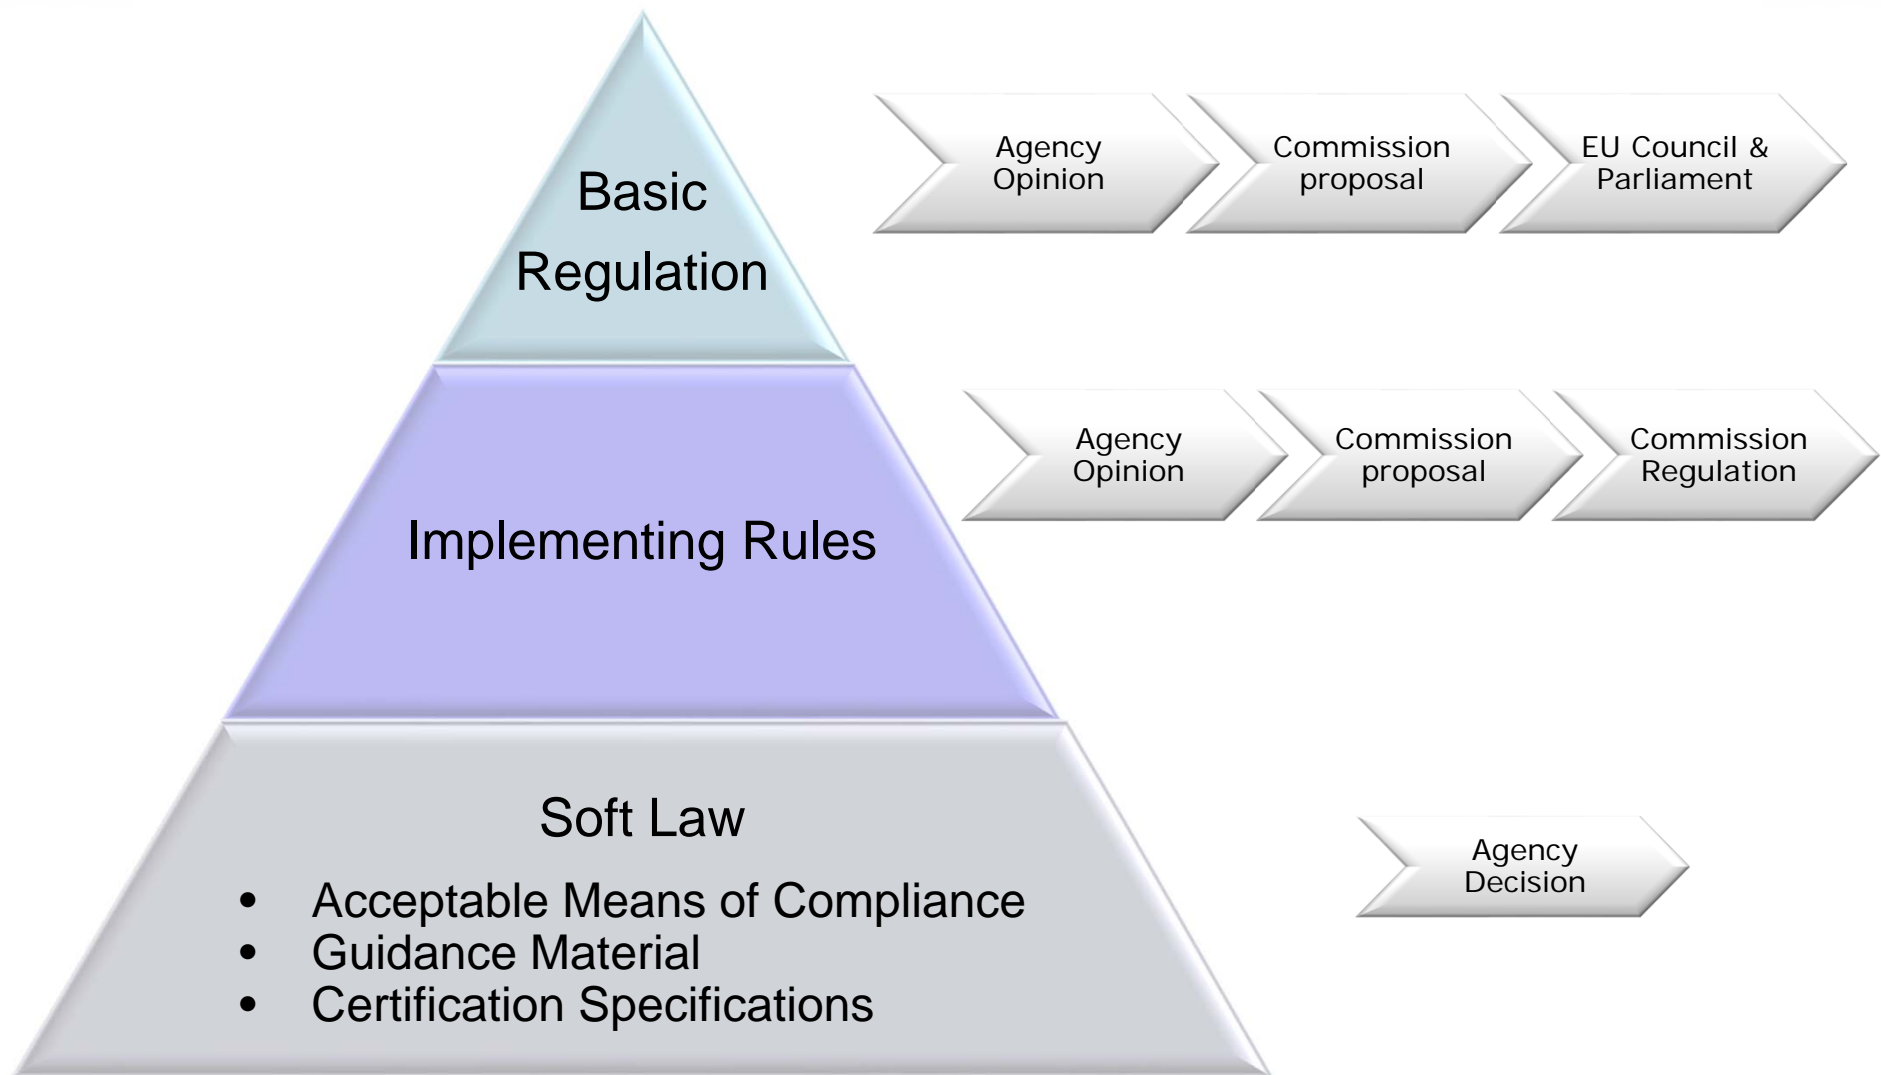 Basic
Regulation
Agency
Opinion
Commission
proposal
EU Council &
Parliament
Implementing Rules
Agency
Opinion
Commission
proposal
Commission
Regulation
Soft Law
• Acceptable Means of Compliance
• Guidance Material
• Certification Specifications
Agency
Decision